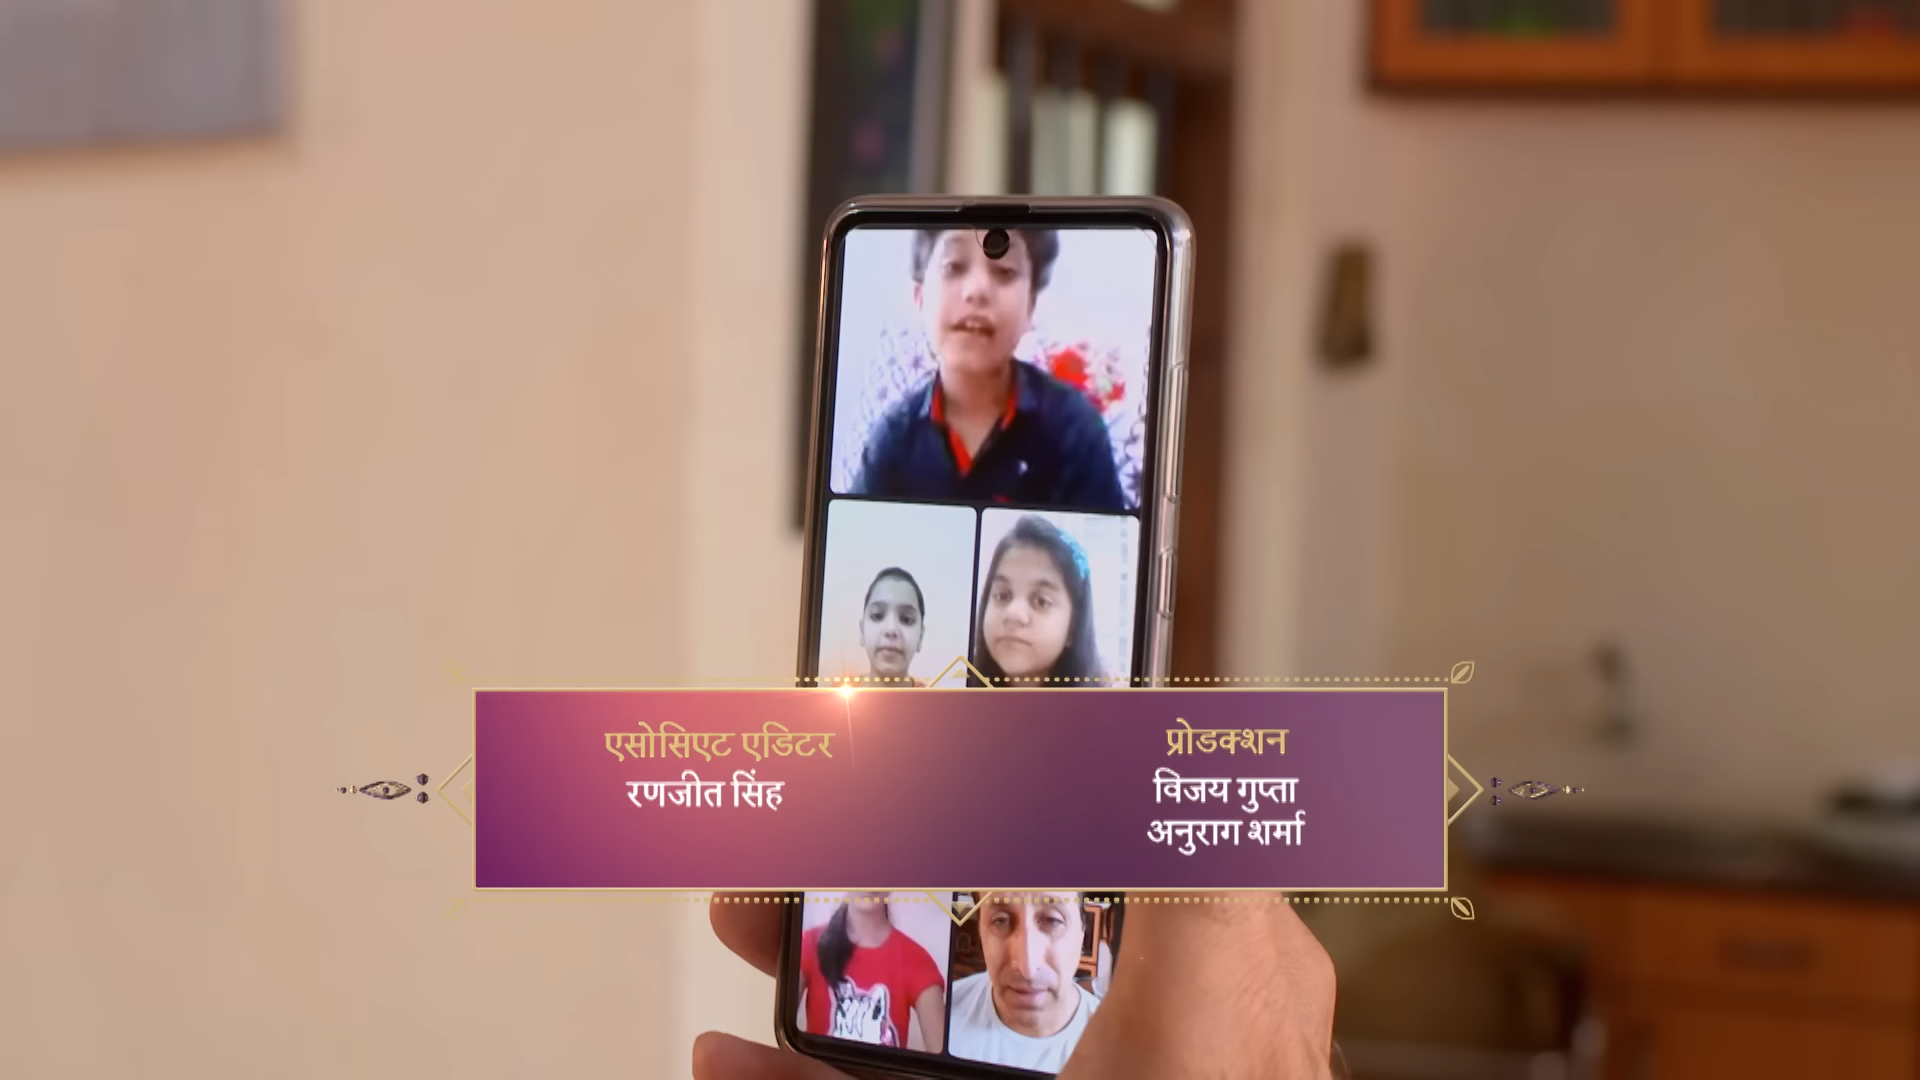 एसोसिएट एडिटर
रणजीत सिंह
प्रोडक्शन
विजय गुप्ता
अनुराग शर्मा